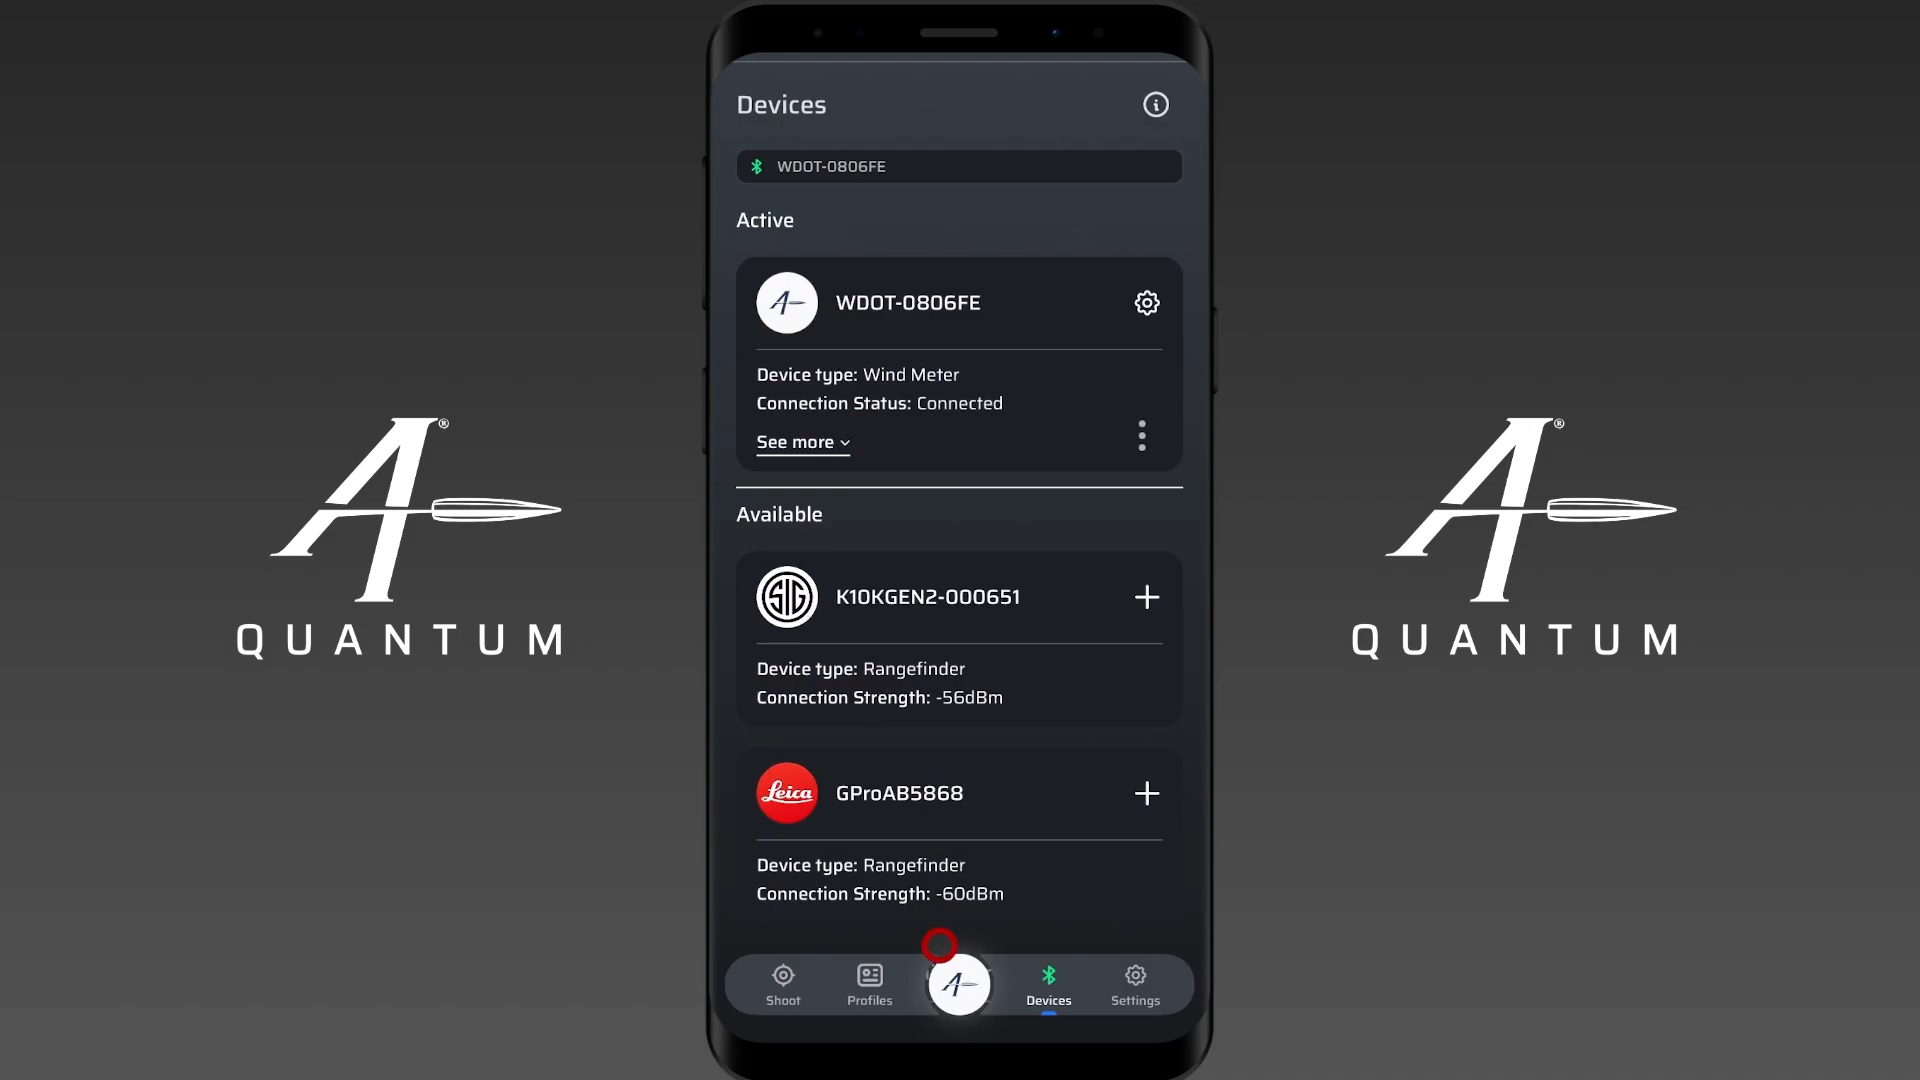 Devices
WDOT-0806FE
Active
WDOT-0806FE
Device type: Wind Meter
Connection Status: Connected
See more
Available
SIG
K10KGEN2-000651
Device type: Rangefinder
Connection Strength: -56dBm
Leica
GProAB5868
Device type: Rangefinder
Connection Strength: -60dBm
Shoot
Profiles
Devices
Settings
A®
QUANTUM
A®
QUANTUM